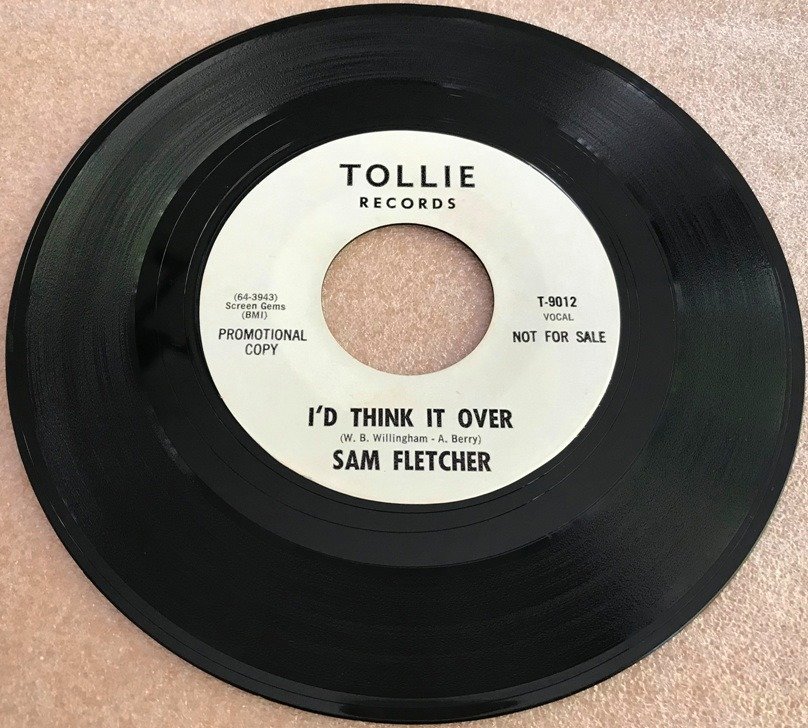 TOLLIE
RECORDS
(64-3943)
Screen Gems
(BMI)
PROMOTIONAL
COPY
T-9012
VOCAL
NOT FOR SALE
I'D THINK IT OVER
(W. B. Willingham - A. Berry)
SAM FLETCHER